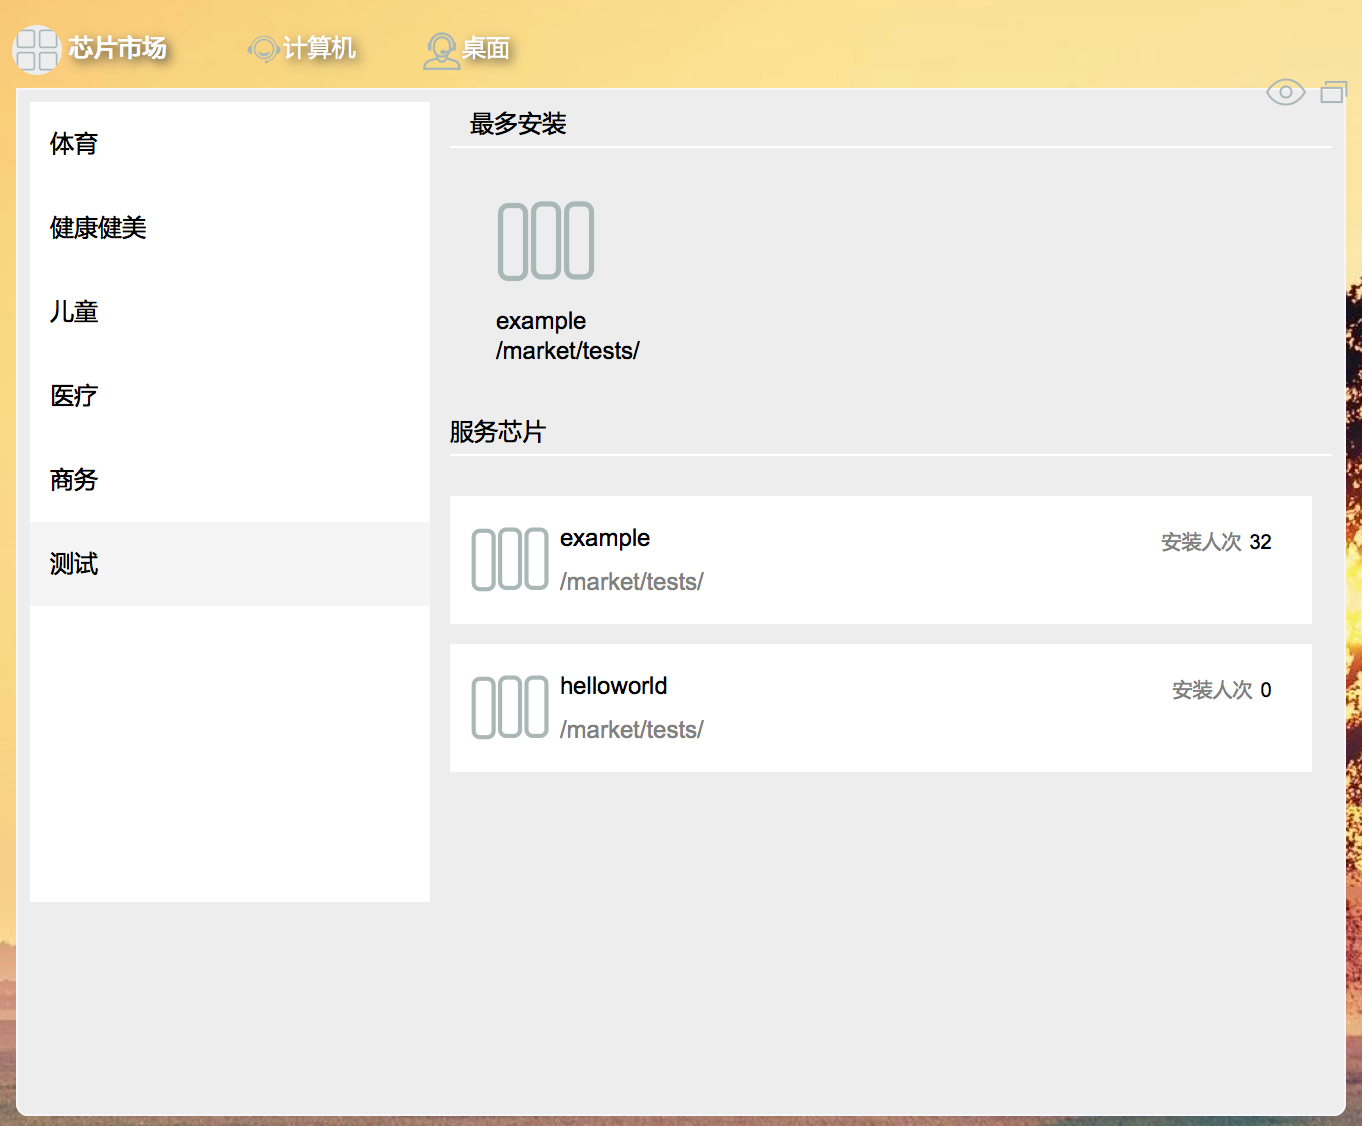 芯片市场 计算机 桌面
体育
健康健美
儿童
医疗
商务
测试
最多安装
example
/market/tests/
服务芯片
example
安装人次 32
/market/tests/
helloworld
安装人次 0
/market/tests/